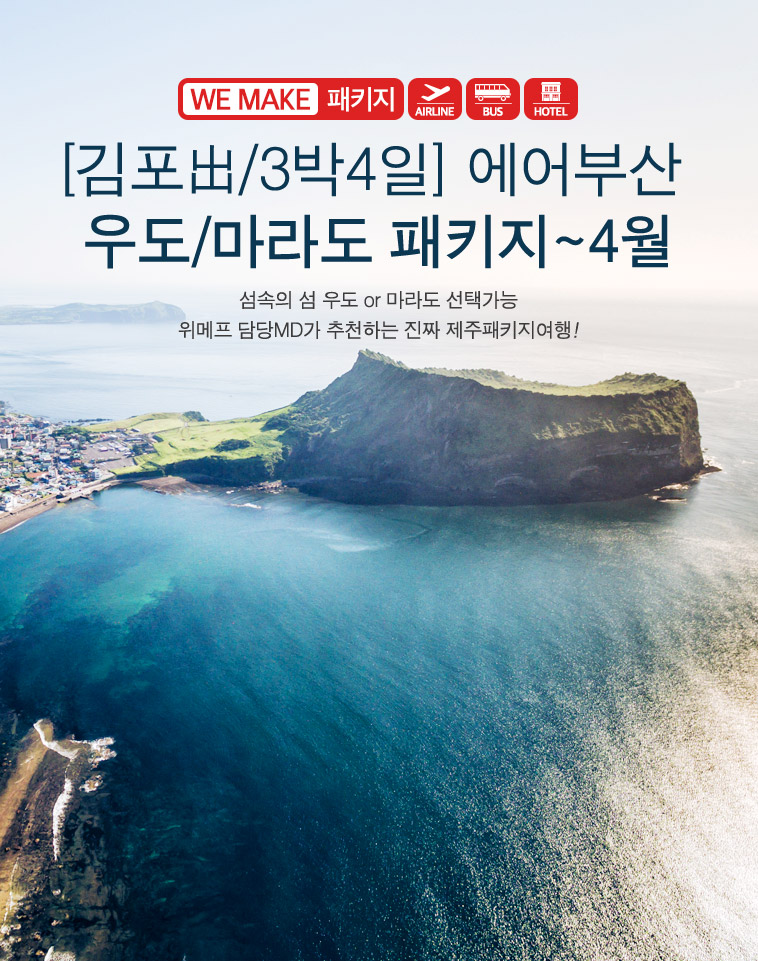 WE MAKE 패키지 AIRLINE BUS HOTEL
[김포出/3박4일] 에어부산
우도/마라도 패키지~4월
섬속의 섬 우도 or 마라도 선택가능
위메프 담당MD가 추천하는 진짜 제주패키지여행!